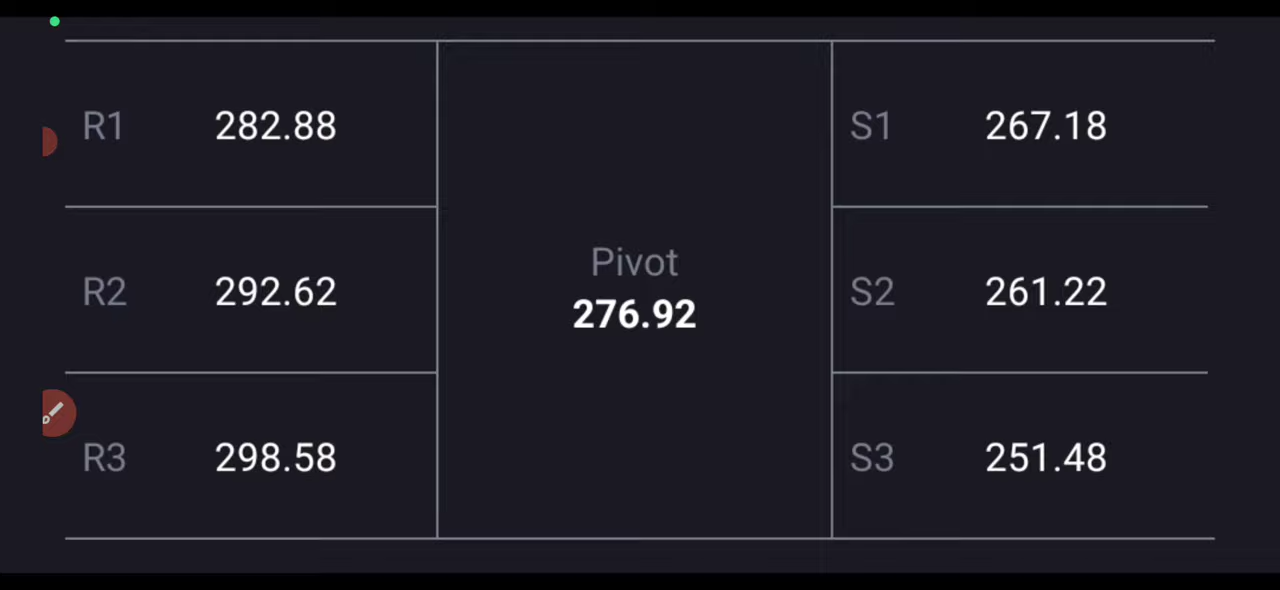 R1 282.88
R2 292.62
R3 298.58
Pivot
276.92
S1 267.18
S2 261.22
S3 251.48